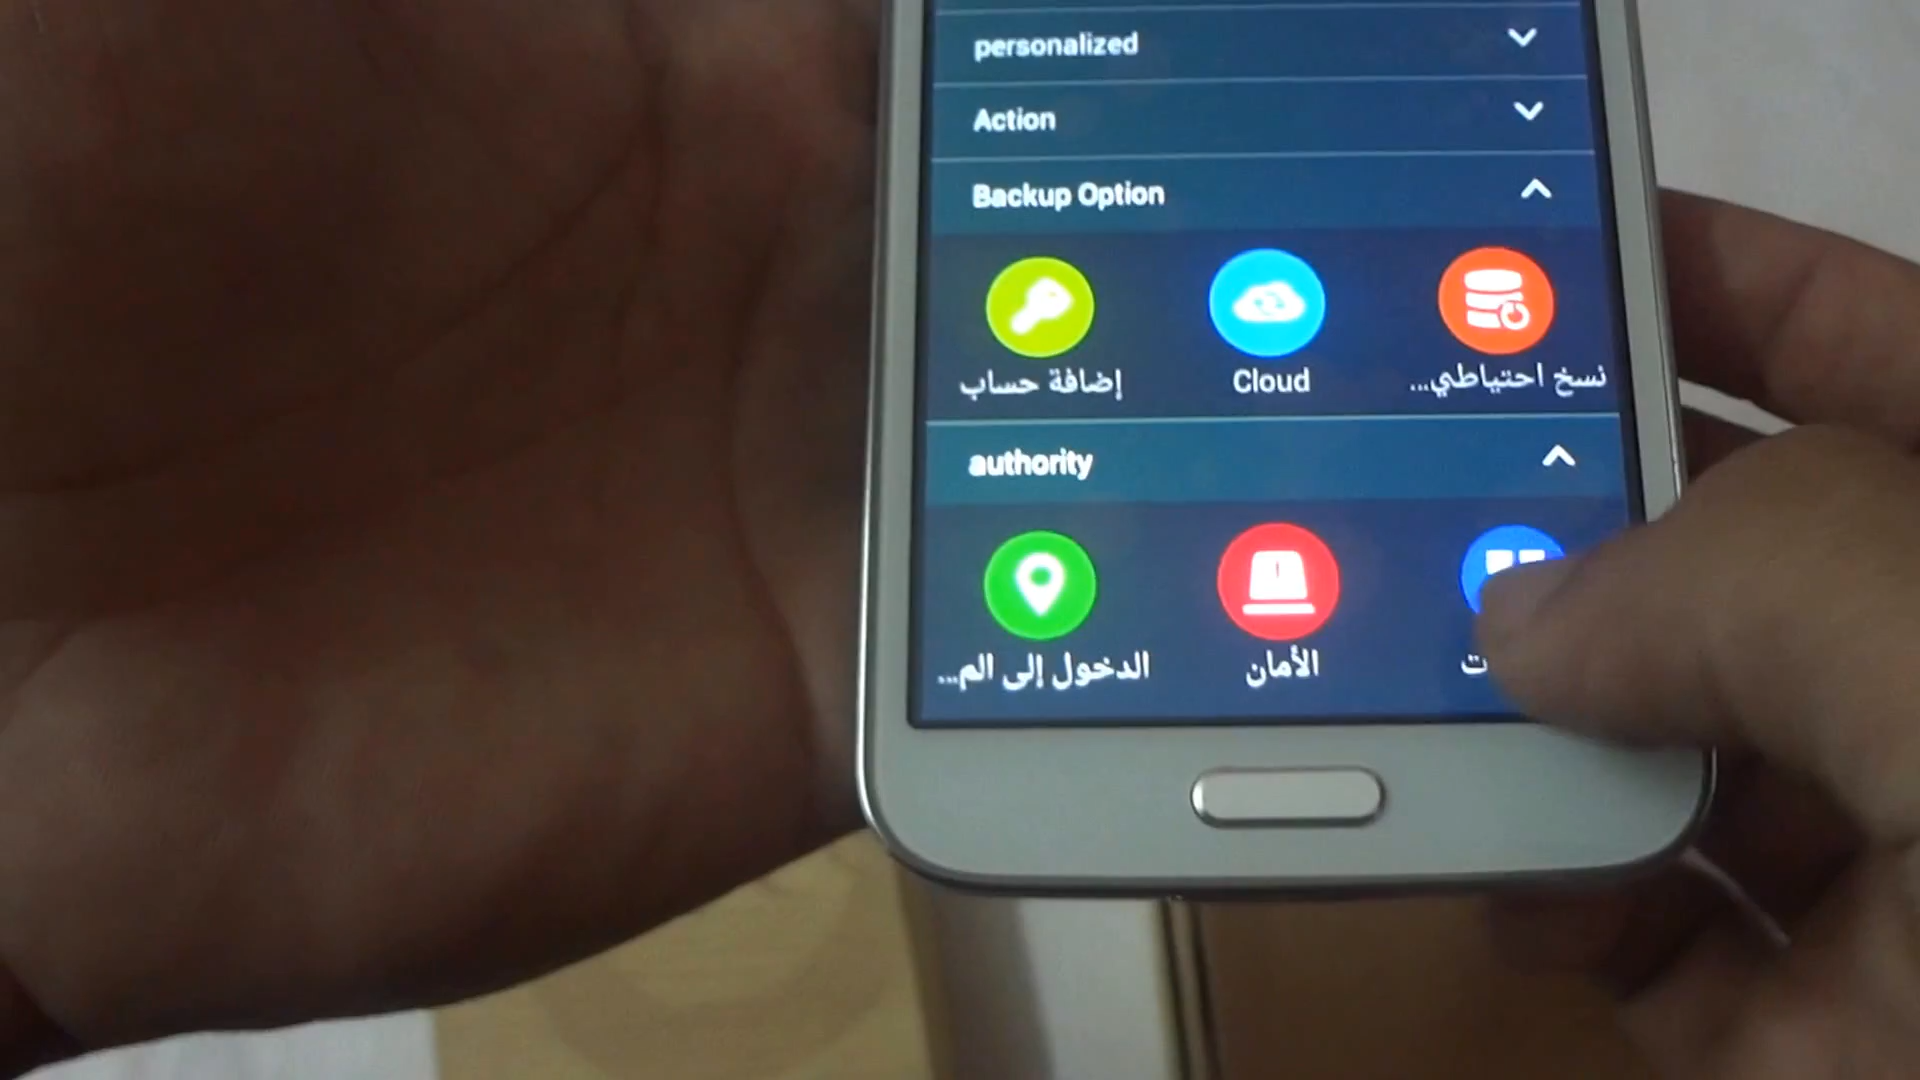 personalized
Action
Backup Option
إضافة حساب
Cloud
نسخ احتياطي...
authority
الدخول إلى الم...
الأمان